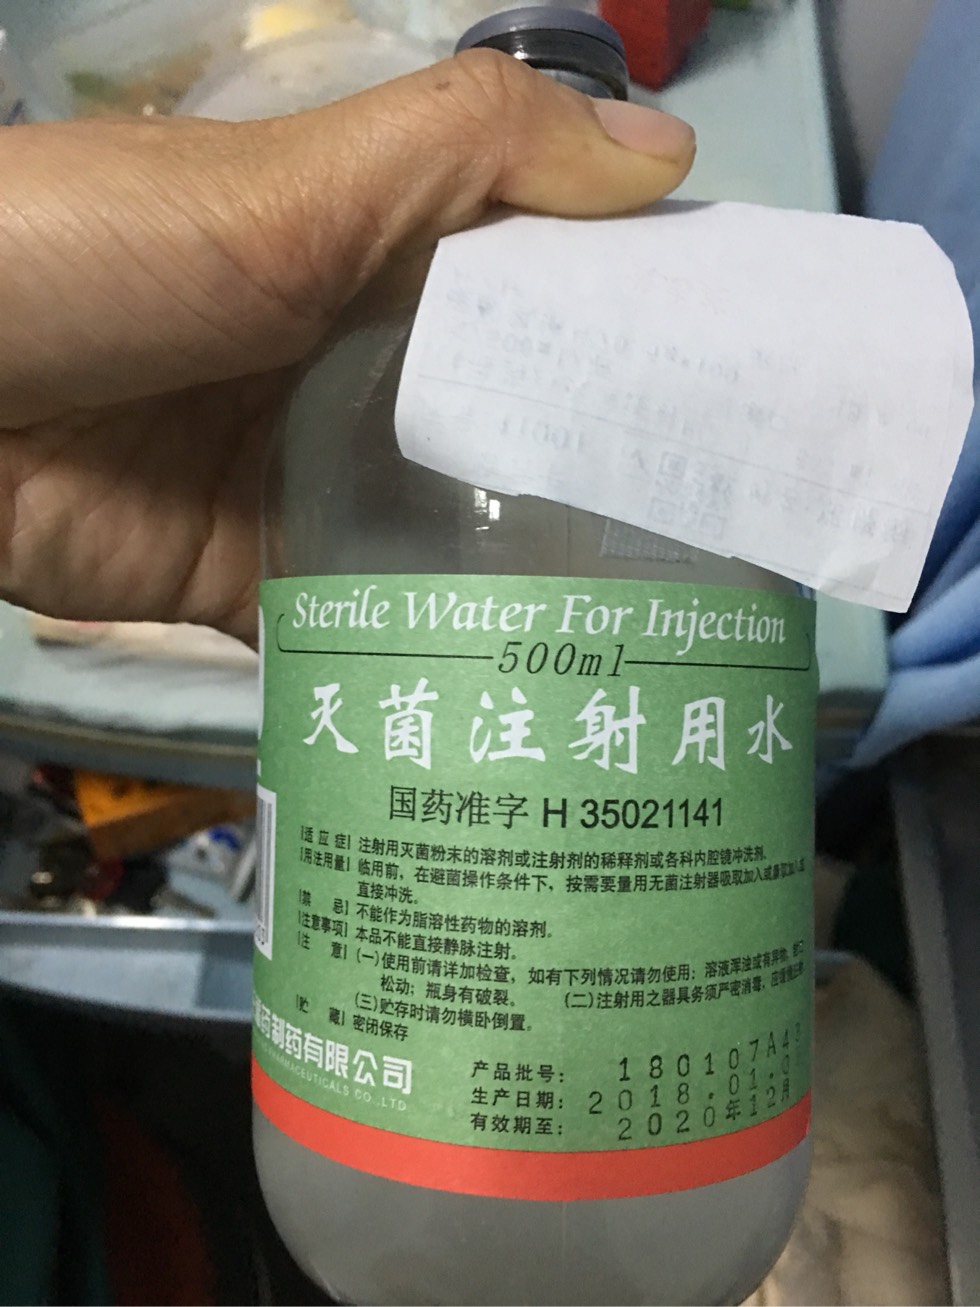 Sterile Water For Injection
500ml
灭菌注射用水
国药准字 H 35021141
[适应症] 注射用灭菌粉末的溶剂或注射剂的稀释剂或各科内腔镜冲洗剂.
[用法用量] 临用前，在避菌操作条件下，按需要量用无菌注射器吸取加入或
直接冲洗。
[禁 忌] 不能作为脂溶性药物的溶剂。
[注意事项] 本品不能直接静脉注射。
[注 意] (一)使用前请详加检查，如有下列情况请勿使用：溶液浑浊或有异物，
松动；瓶身有破裂。 (二)注射用之器具务须严密消毒，
(三)贮存时请勿横卧倒置。
[贮 藏] 密闭保存
药制药有限公司
PHARMACEUTICALS CO.,LTD
产品批号： 180107A4
生产日期： 2018.01.0
有效期至： 2020年12月